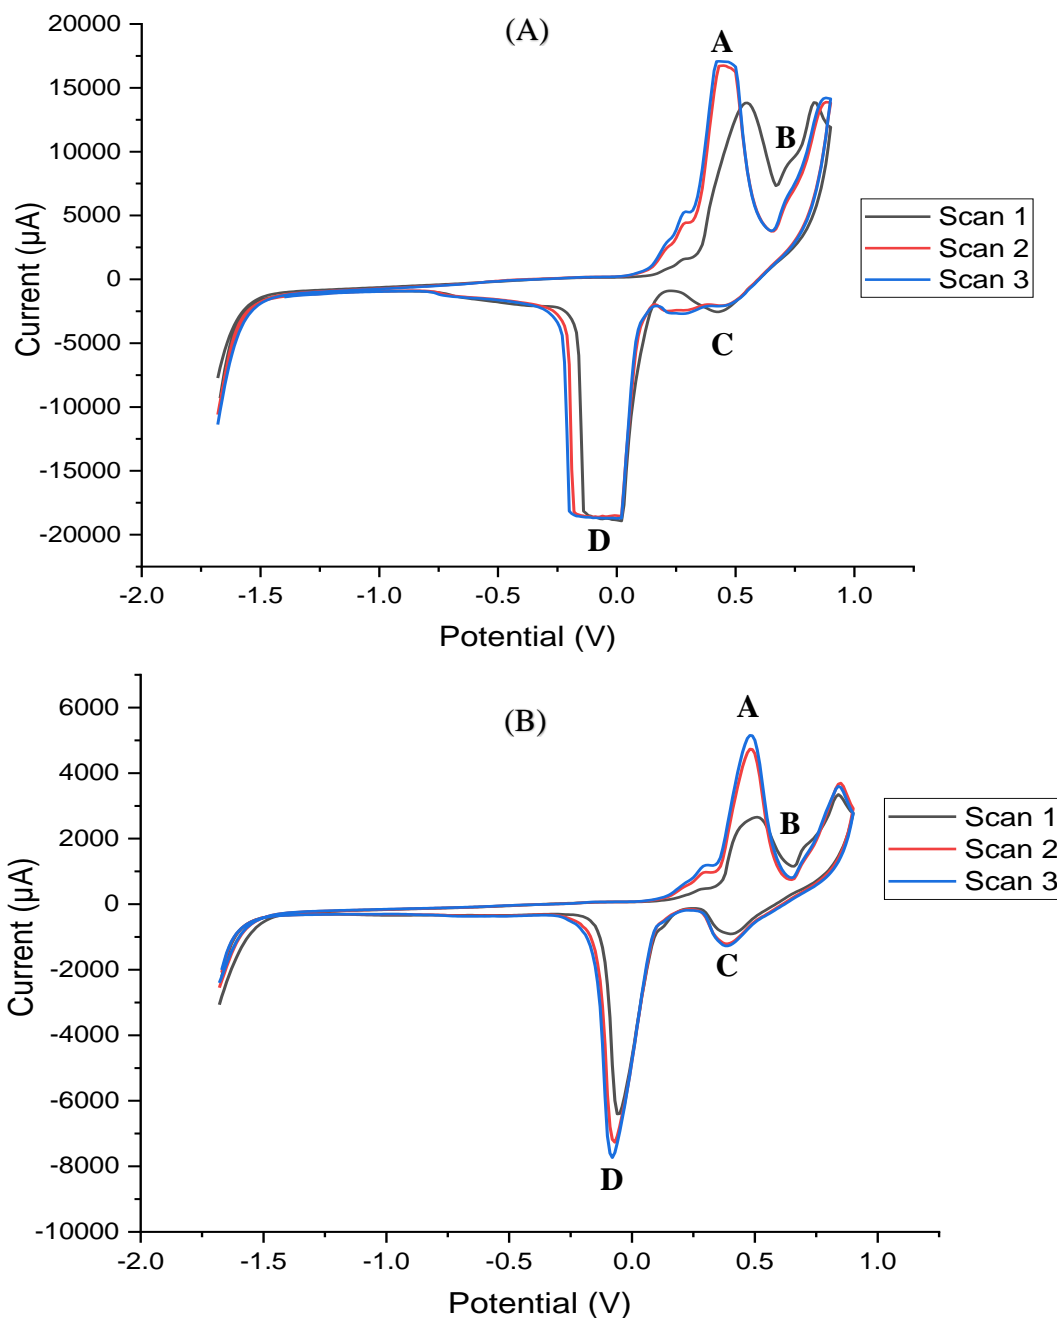 (A)
20000
15000
10000
5000
0
-5000
-10000
-15000
-20000
Current (µA)
A
B
C
D
Scan 1
Scan 2
Scan 3
-2.0 -1.5 -1.0 -0.5 0.0 0.5 1.0
Potential (V)
(B)
6000
4000
2000
0
-2000
-4000
-6000
-8000
-10000
Current (µA)
A
B
C
D
Scan 1
Scan 2
Scan 3
-2.0 -1.5 -1.0 -0.5 0.0 0.5 1.0
Potential (V)